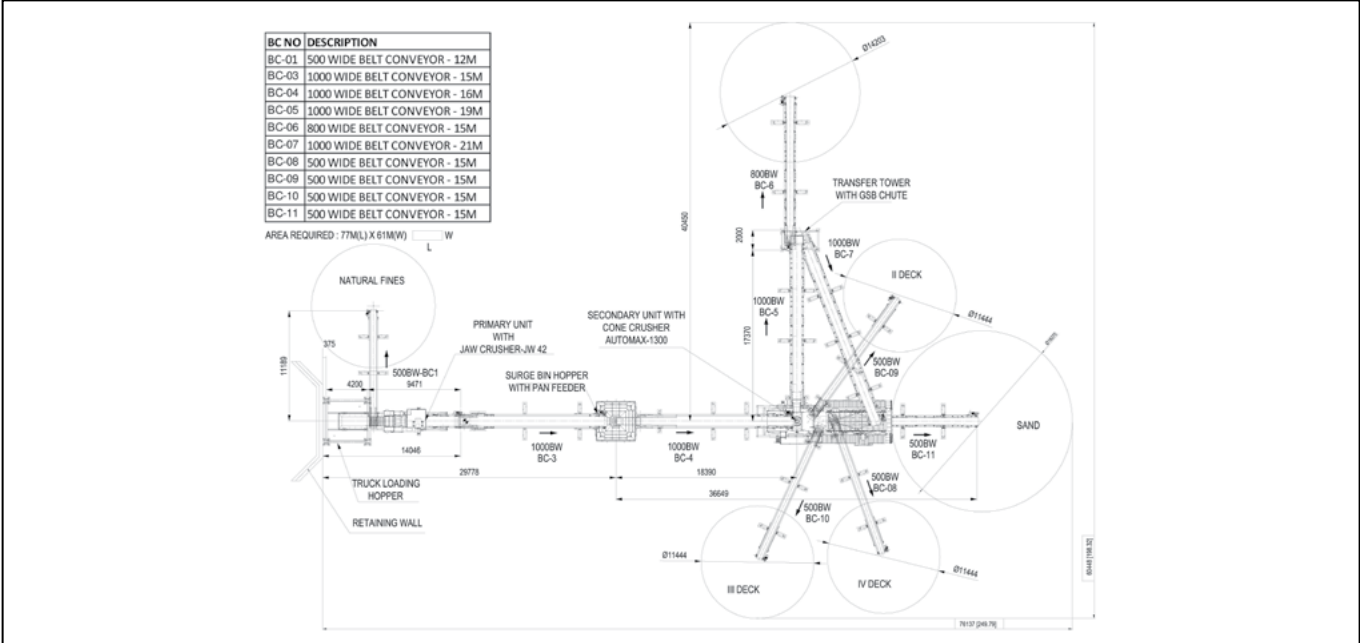 BC NO DESCRIPTION
BC-01 500 WIDE BELT CONVEYOR - 12M
BC-03 1000 WIDE BELT CONVEYOR - 15M
BC-04 1000 WIDE BELT CONVEYOR - 16M
BC-05 1000 WIDE BELT CONVEYOR - 19M
BC-06 800 WIDE BELT CONVEYOR - 15M
BC-07 1000 WIDE BELT CONVEYOR - 21M
BC-08 500 WIDE BELT CONVEYOR - 15M
BC-09 500 WIDE BELT CONVEYOR - 15M
BC-10 500 WIDE BELT CONVEYOR - 15M
BC-11 500 WIDE BELT CONVEYOR - 15M
AREA REQUIRED : 77M(L) X 61M(W)
W
L
Ø14203
800BW
BC-6
TRANSFER TOWER
WITH GSB CHUTE
40450
2000
1000BW
BC-7
II DECK
NATURAL FINES
1000BW
BC-5
Ø11444
17370
SECONDARY UNIT WITH
CONE CRUSHER
AUTOMAX-1300
PRIMARY UNIT
WITH
JAW CRUSHER-JW 42
375
11189
500BW-BC1
4200
9471
SURGE BIN HOPPER
WITH PAN FEEDER
500BW
BC-09
SAND
1000BW
BC-3
1000BW
BC-4
500BW
BC-11
14046
29778
18390
36649
TRUCK LOADING
HOPPER
RETAINING WALL
500BW
BC-08
500BW
BC-10
Ø11444
III DECK
IV DECK
Ø11444